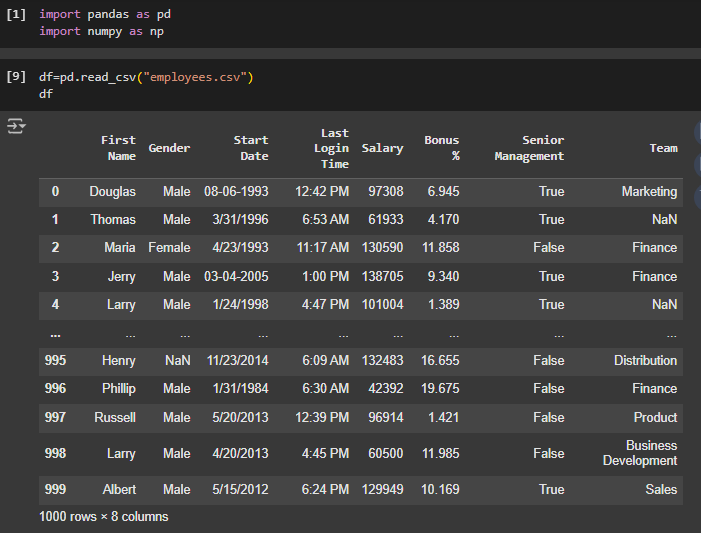 [1] import pandas as pd
import numpy as np
[9] df=pd.read_csv("employees.csv")
df
First Name Gender Start Date Last Login Time Salary Bonus % Senior Management Team
0 Douglas Male 08-06-1993 12:42 PM 97308 6.945 True Marketing
1 Thomas Male 3/31/1996 6:53 AM 61933 4.170 True NaN
2 Maria Female 4/23/1993 11:17 AM 130590 11.858 False Finance
3 Jerry Male 03-04-2005 1:00 PM 138705 9.340 True Finance
4 Larry Male 1/24/1998 4:47 PM 101004 1.389 True NaN
... ... ... ... ... ... ... ... ...
995 Henry NaN 11/23/2014 6:09 AM 132483 16.655 False Distribution
996 Phillip Male 1/31/1984 6:30 AM 42392 19.675 False Finance
997 Russell Male 5/20/2013 12:39 PM 96914 1.421 False Product
998 Larry Male 4/20/2013 4:45 PM 60500 11.985 False Business Development
999 Albert Male 5/15/2012 6:24 PM 129949 10.169 True Sales
1000 rows × 8 columns